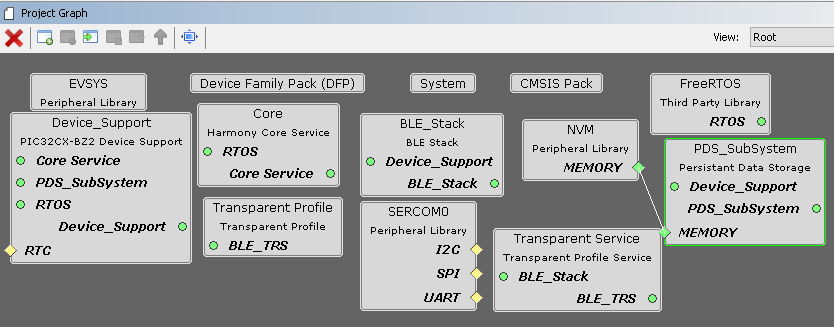 Project Graph
View:
Root
EVSYS
Peripheral Library
Device Family Pack (DFP)
System
CMSIS Pack
FreeRTOS
Third Party Library
RTOS
Device_Support
PIC32CX-BZ2 Device Support
Core Service
PDS_SubSystem
RTOS
Device_Support
RTC
Core
Harmony Core Service
RTOS
Core Service
Transparent Profile
Transparent Profile
BLE_TRS
BLE_Stack
BLE Stack
Device_Support
BLE_Stack
SERCOM0
Peripheral Library
I2C
SPI
UART
NVM
Peripheral Library
MEMORY
Transparent Service
Transparent Profile Service
BLE_Stack
BLE_TRS
PDS_SubSystem
Persistant Data Storage
Device_Support
PDS_SubSystem
MEMORY